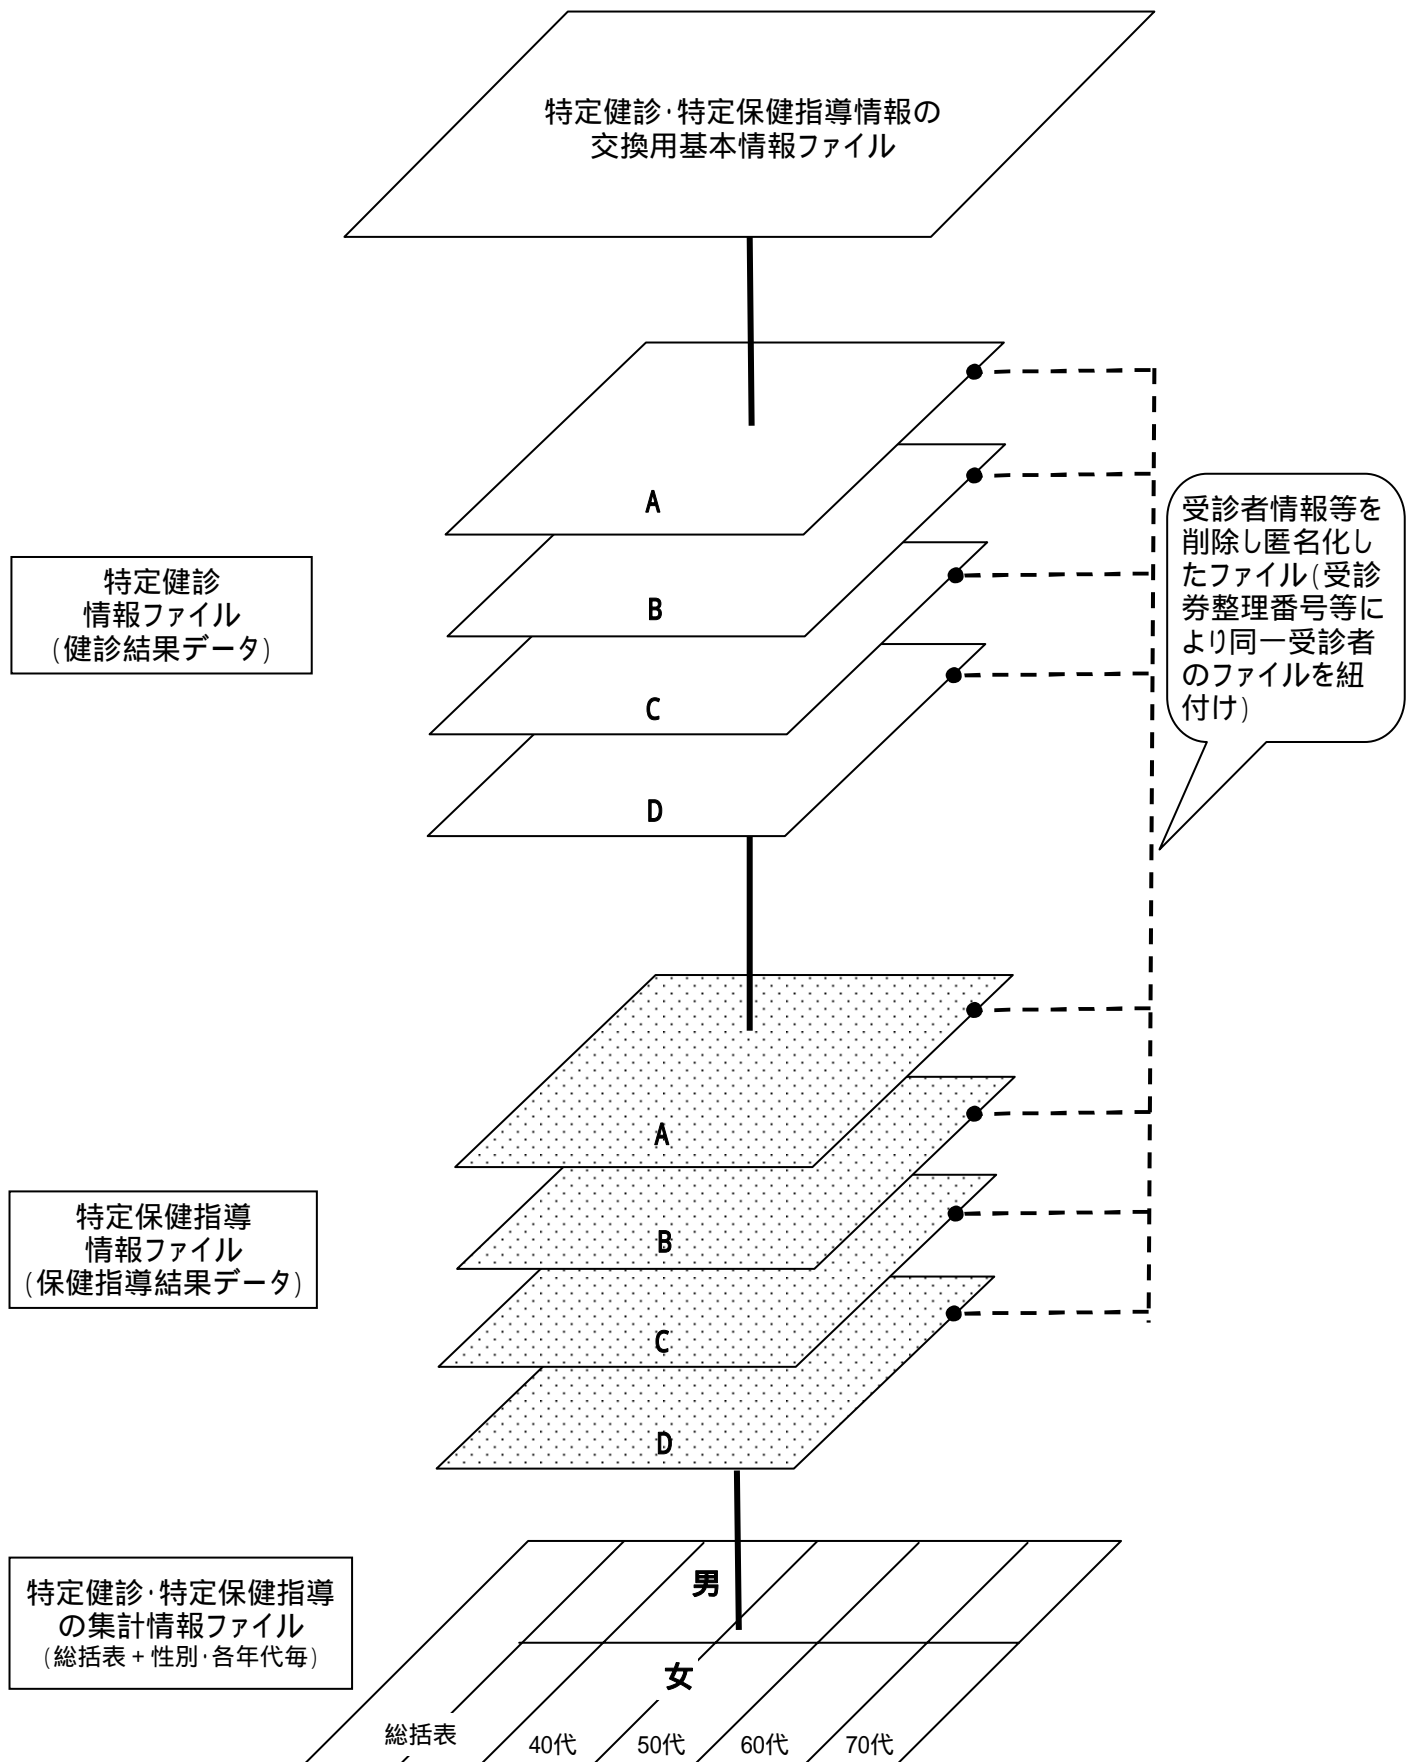 特定健診･特定保健指導情報の
交換用基本情報ファイル
A
B
C
D
特定健診
情報ファイル
(健診結果データ)
受診者情報等を
削除し匿名化し
たファイル(受診
券整理番号等に
より同一受診者
のファイルを紐
付け)
A
B
C
D
特定保健指導
情報ファイル
(保健指導結果データ)
特定健診･特定保健指導
の集計情報ファイル
(総括表+性別･各年代毎)
男
女
総括表
40代
50代
60代
70代